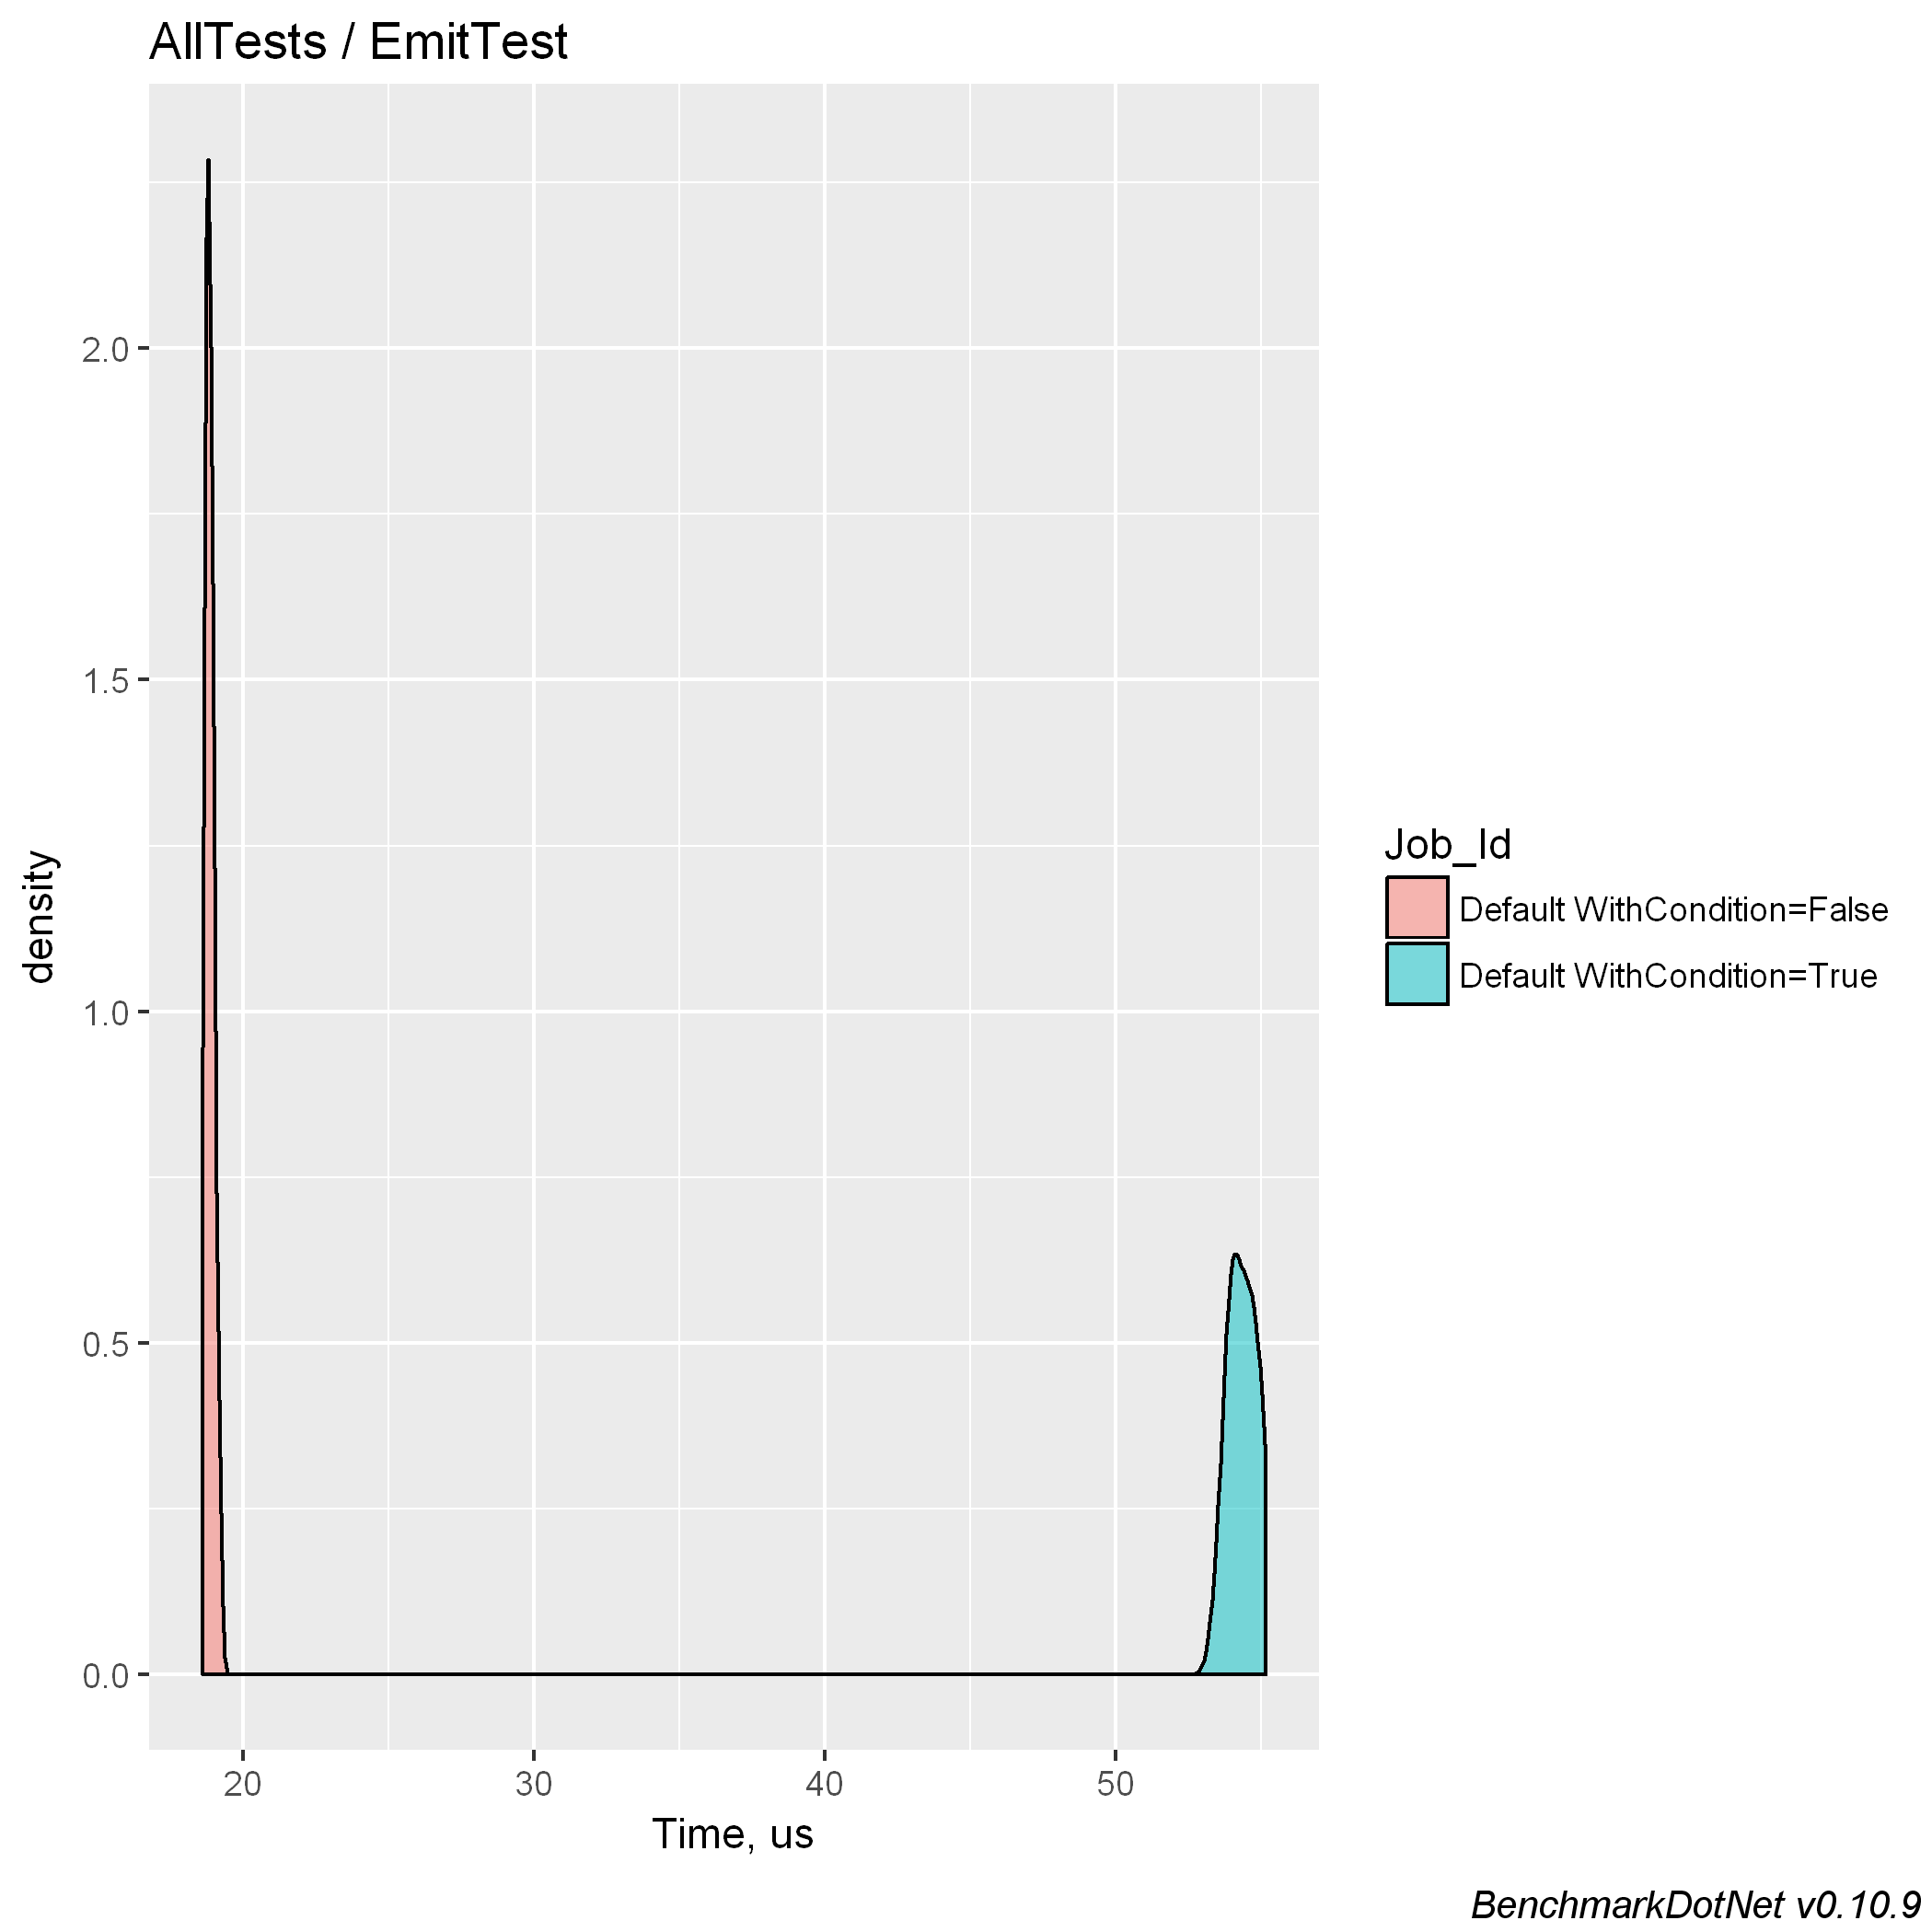 AllTests / EmitTest
density
2.0
1.5
1.0
0.5
0.0
20 30 40 50
Time, us
Job_Id
Default WithCondition=False
Default WithCondition=True
BenchmarkDotNet v0.10.9